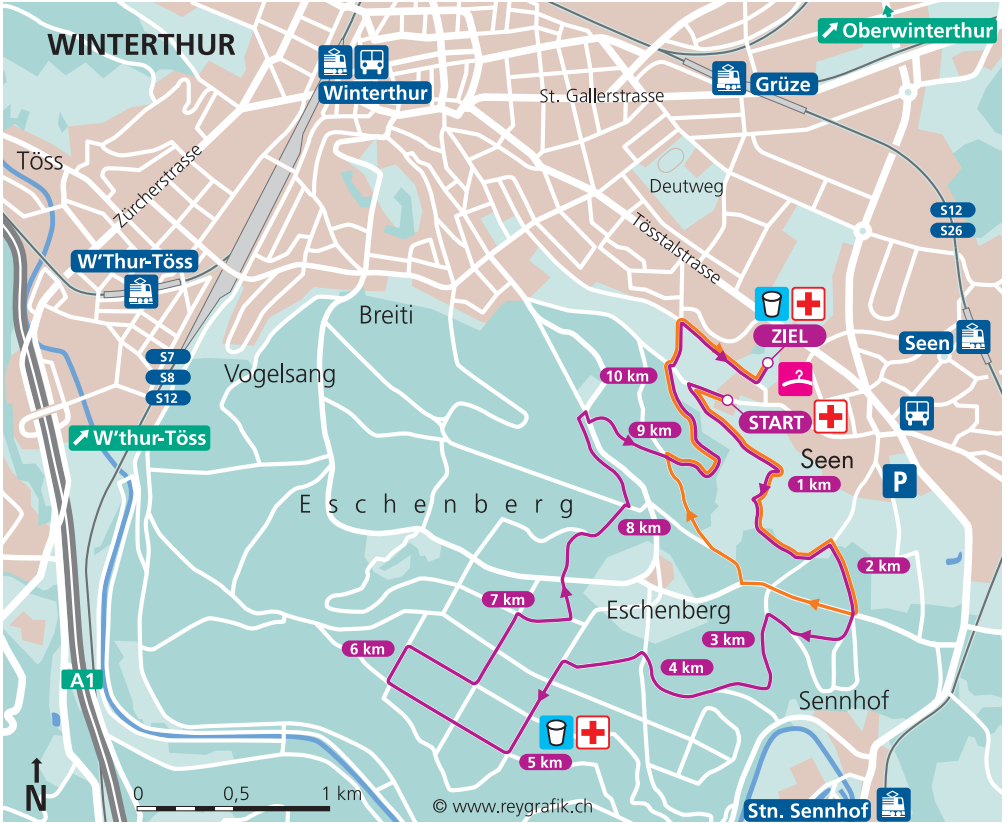 WINTERTHUR
Oberwinterthur
Winterthur
Grüze
St. Gallerstrasse
Töss
Zürcherstrasse
Deutweg
S12
S26
Tösstalstrasse
W'Thur-Töss
Breiti
ZIEL
Seen
S7
S8
S12
Vogelsang
10 km
START
9 km
W'thur-Töss
Seen
1 km
P
Eschenberg
8 km
2 km
7 km
Eschenberg
3 km
6 km
4 km
A1
Sennhof
5 km
N
0 0,5 1 km
© www.reygrafik.ch
Stn. Sennhof